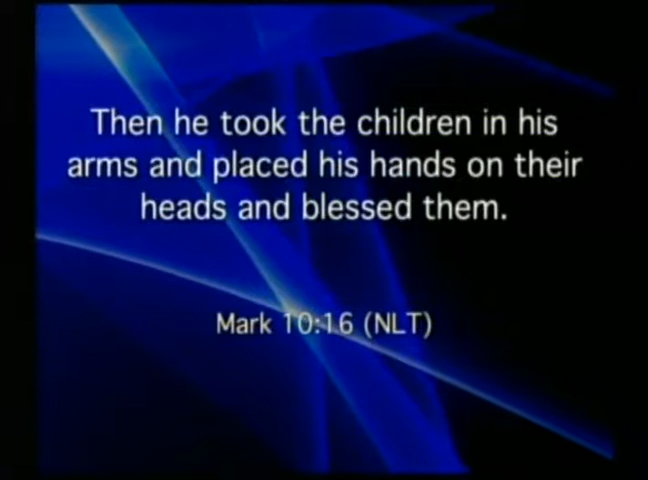 Then he took the children in his
arms and placed his hands on their
heads and blessed them.
Mark 10:16 (NLT)